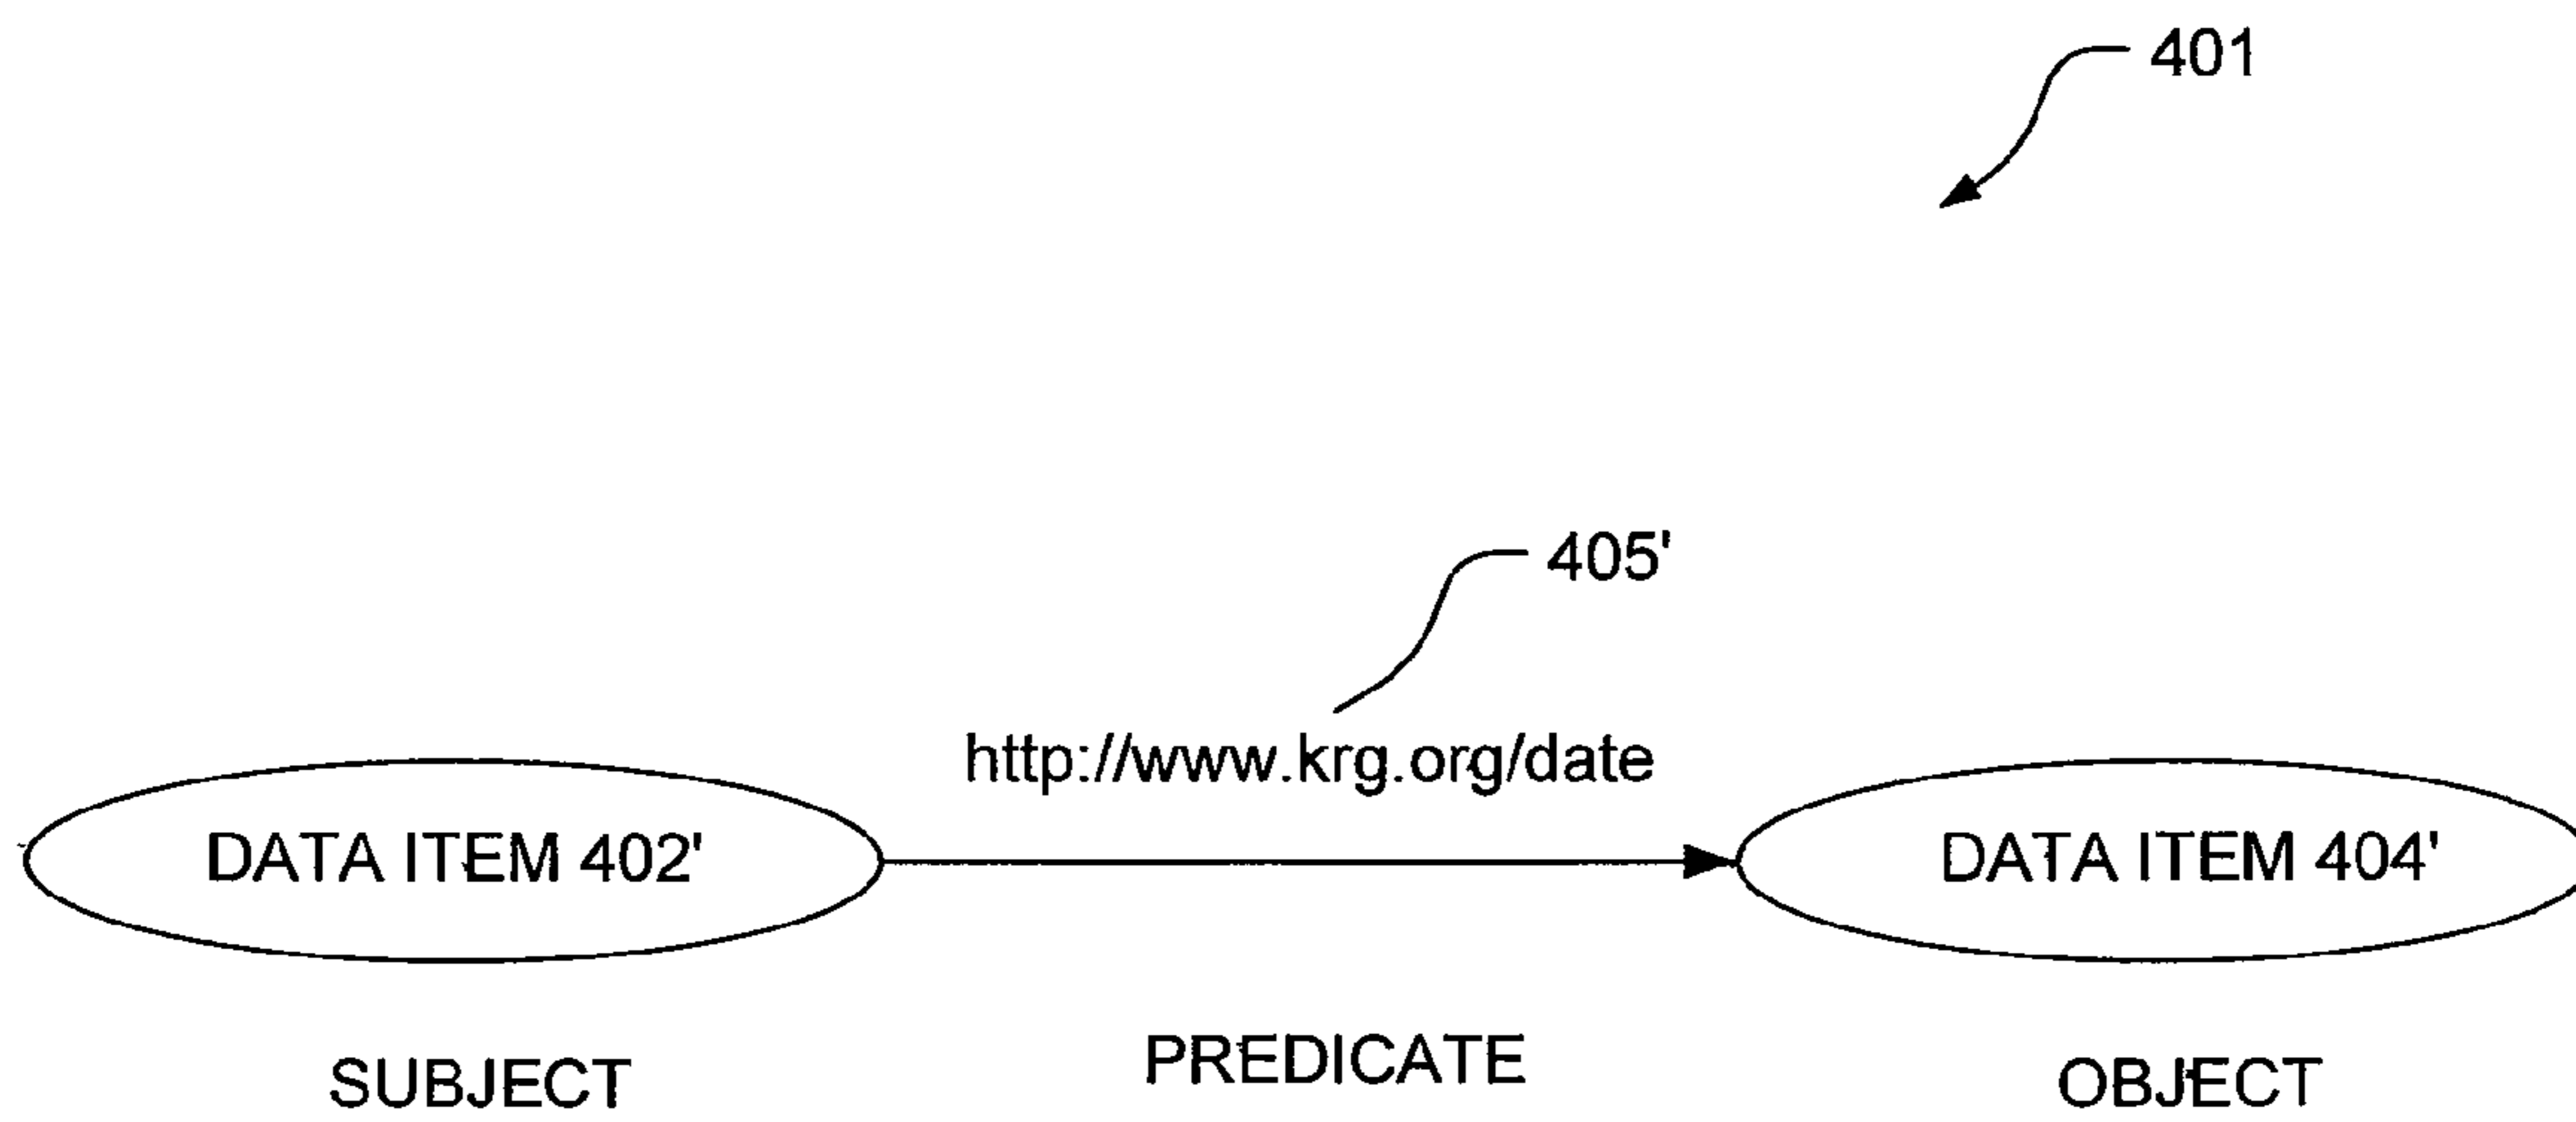 401
405'
http://www.krg.org/date
DATA ITEM 402'
DATA ITEM 404'
SUBJECT
PREDICATE
OBJECT